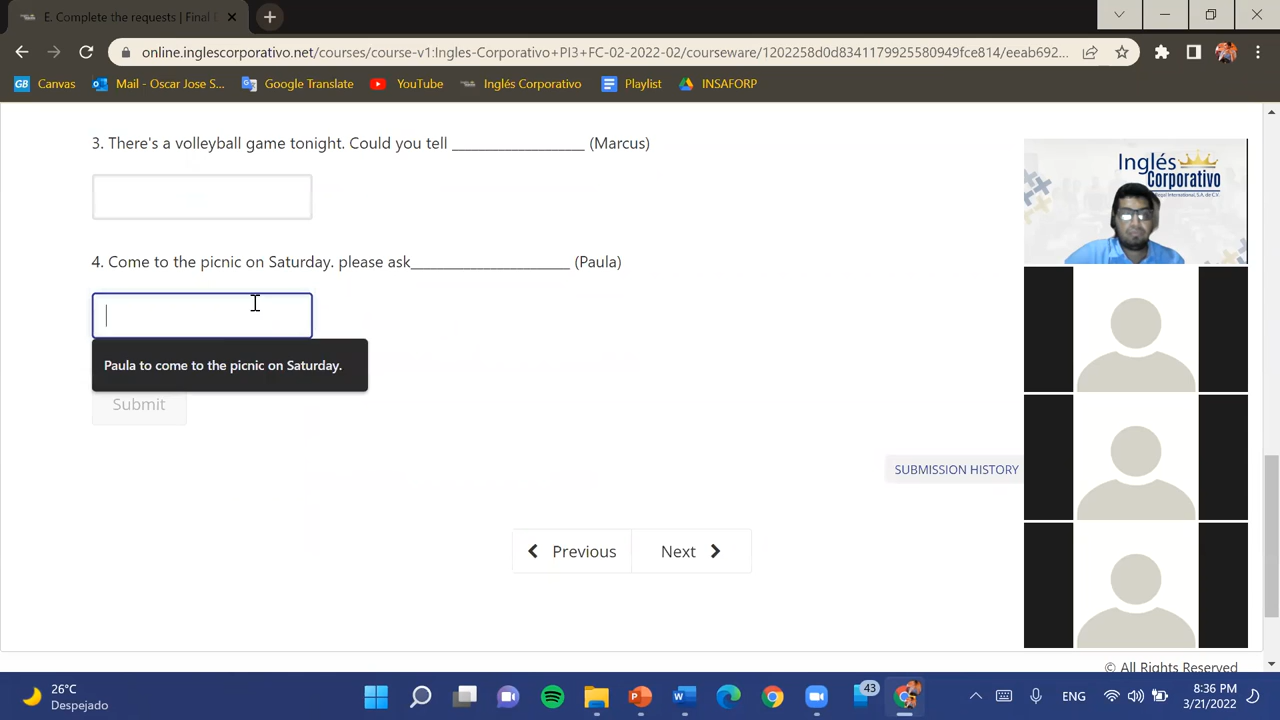 E. Complete the requests | Final
online.inglescorporativo.net/courses/course-v1:Ingles-Corporativo+PI3+FC-02-2022-02/courseware/1202258d0d8341179925580949fce814/eeab692...
Canvas
Mail - Oscar Jose S...
Google Translate
YouTube
Inglés Corporativo
Playlist
INSAFORP
3. There's a volleyball game tonight. Could you tell __________________ (Marcus)
4. Come to the picnic on Saturday. please ask_____________________ (Paula)
Paula to come to the picnic on Saturday.
Submit
SUBMISSION HISTORY
Previous
Next
Inglés
Corporativo
© All Rights Reserved
26°C
Despejado
43
ENG
8:36 PM
3/21/2022